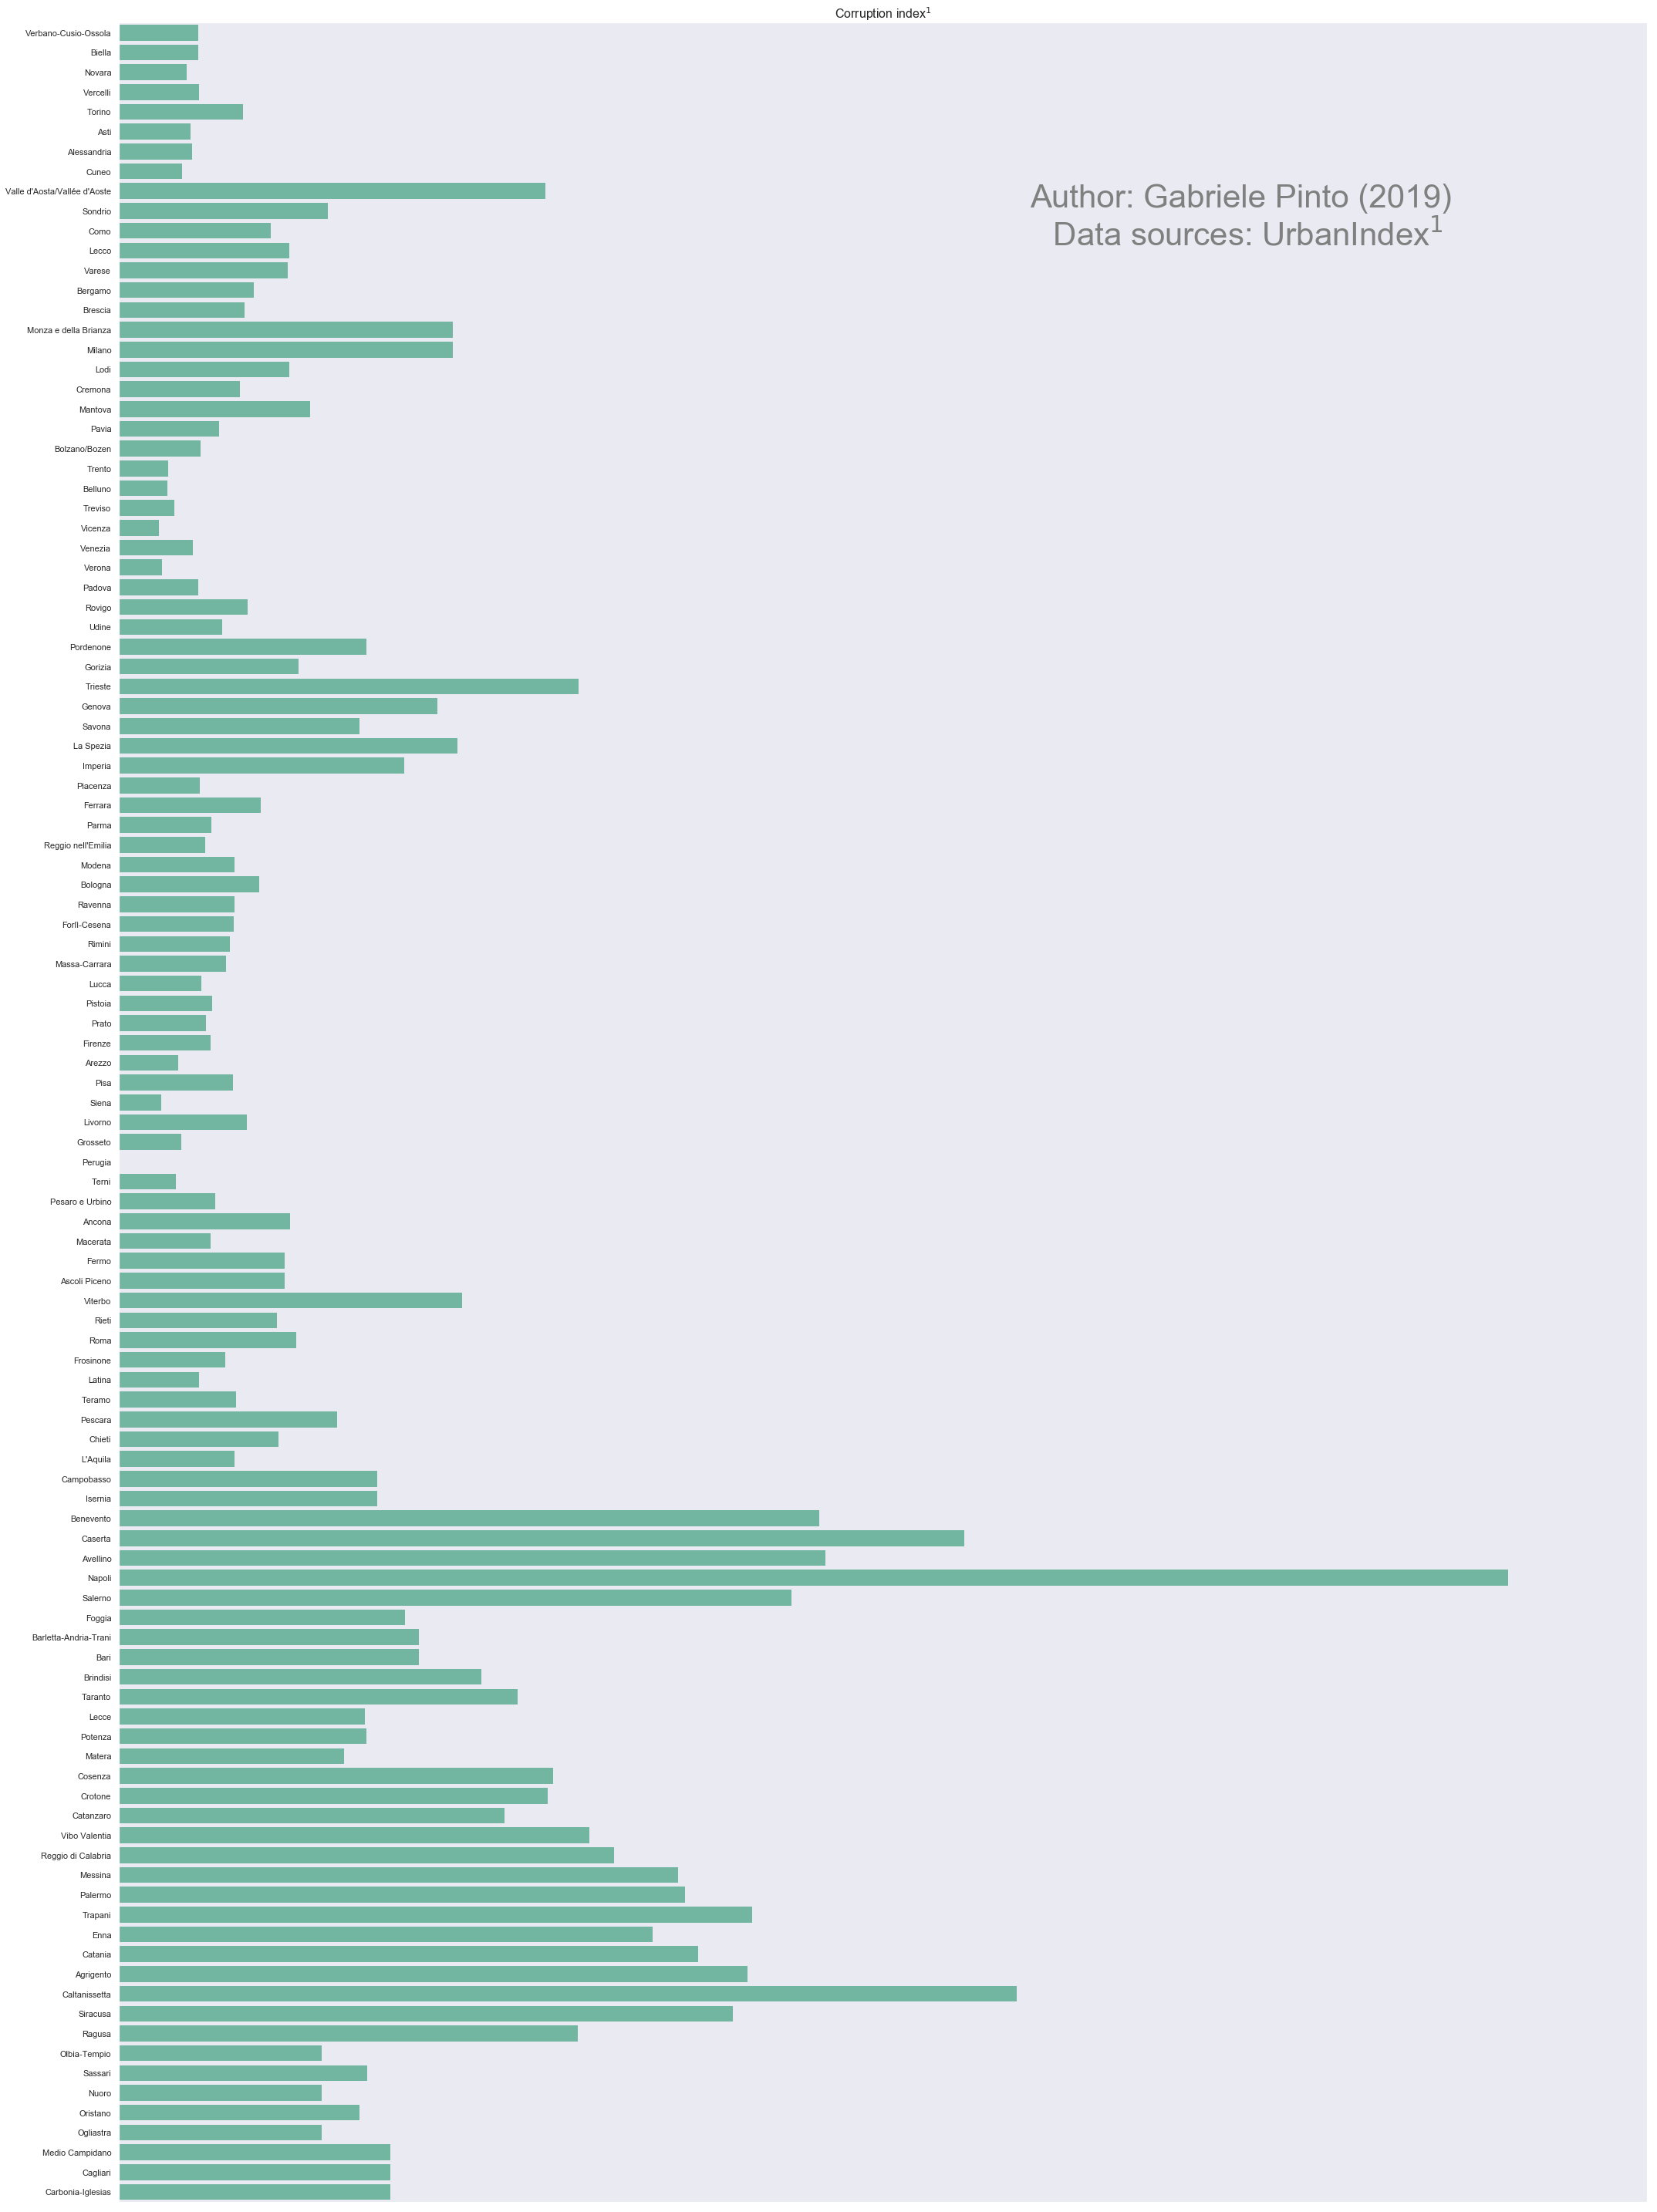 Corruption index¹
Verbano-Cusio-Ossola
Biella
Novara
Vercelli
Torino
Asti
Alessandria
Cuneo
Valle d'Aosta/Vallée d'Aoste
Author: Gabriele Pinto (2019)
Sondrio
Como
Data sources: UrbanIndex¹
Lecco
Varese
Bergamo
Brescia
Monza e della Brianza
Milano
Lodi
Cremona
Mantova
Pavia
Bolzano/Bozen
Trento
Belluno
Treviso
Vicenza
Venezia
Verona
Padova
Rovigo
Udine
Pordenone
Gorizia
Trieste
Genova
Savona
La Spezia
Imperia
Piacenza
Ferrara
Parma
Reggio nell'Emilia
Modena
Bologna
Ravenna
Forlì-Cesena
Rimini
Massa-Carrara
Lucca
Pistoia
Prato
Firenze
Arezzo
Pisa
Siena
Livorno
Grosseto
Perugia
Terni
Pesaro e Urbino
Ancona
Macerata
Fermo
Ascoli Piceno
Viterbo
Rieti
Roma
Frosinone
Latina
Teramo
Pescara
Chieti
L'Aquila
Campobasso
Isernia
Benevento
Caserta
Avellino
Napoli
Salerno
Foggia
Barletta-Andria-Trani
Bari
Brindisi
Taranto
Lecce
Potenza
Matera
Cosenza
Crotone
Catanzaro
Vibo Valentia
Reggio di Calabria
Messina
Palermo
Trapani
Enna
Catania
Agrigento
Caltanissetta
Siracusa
Ragusa
Olbia-Tempio
Sassari
Nuoro
Oristano
Ogliastra
Medio Campidano
Cagliari
Carbonia-Iglesias